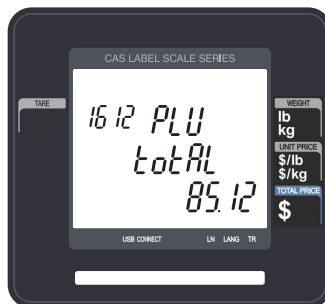 CAS LABEL SCALE SERIES
TARE
1612 PLU
totAL
85.12
WEIGHT
lb
kg
UNIT PRICE
$/lb
$/kg
TOTAL PRICE
$
USB CONNECT LN LANG TR